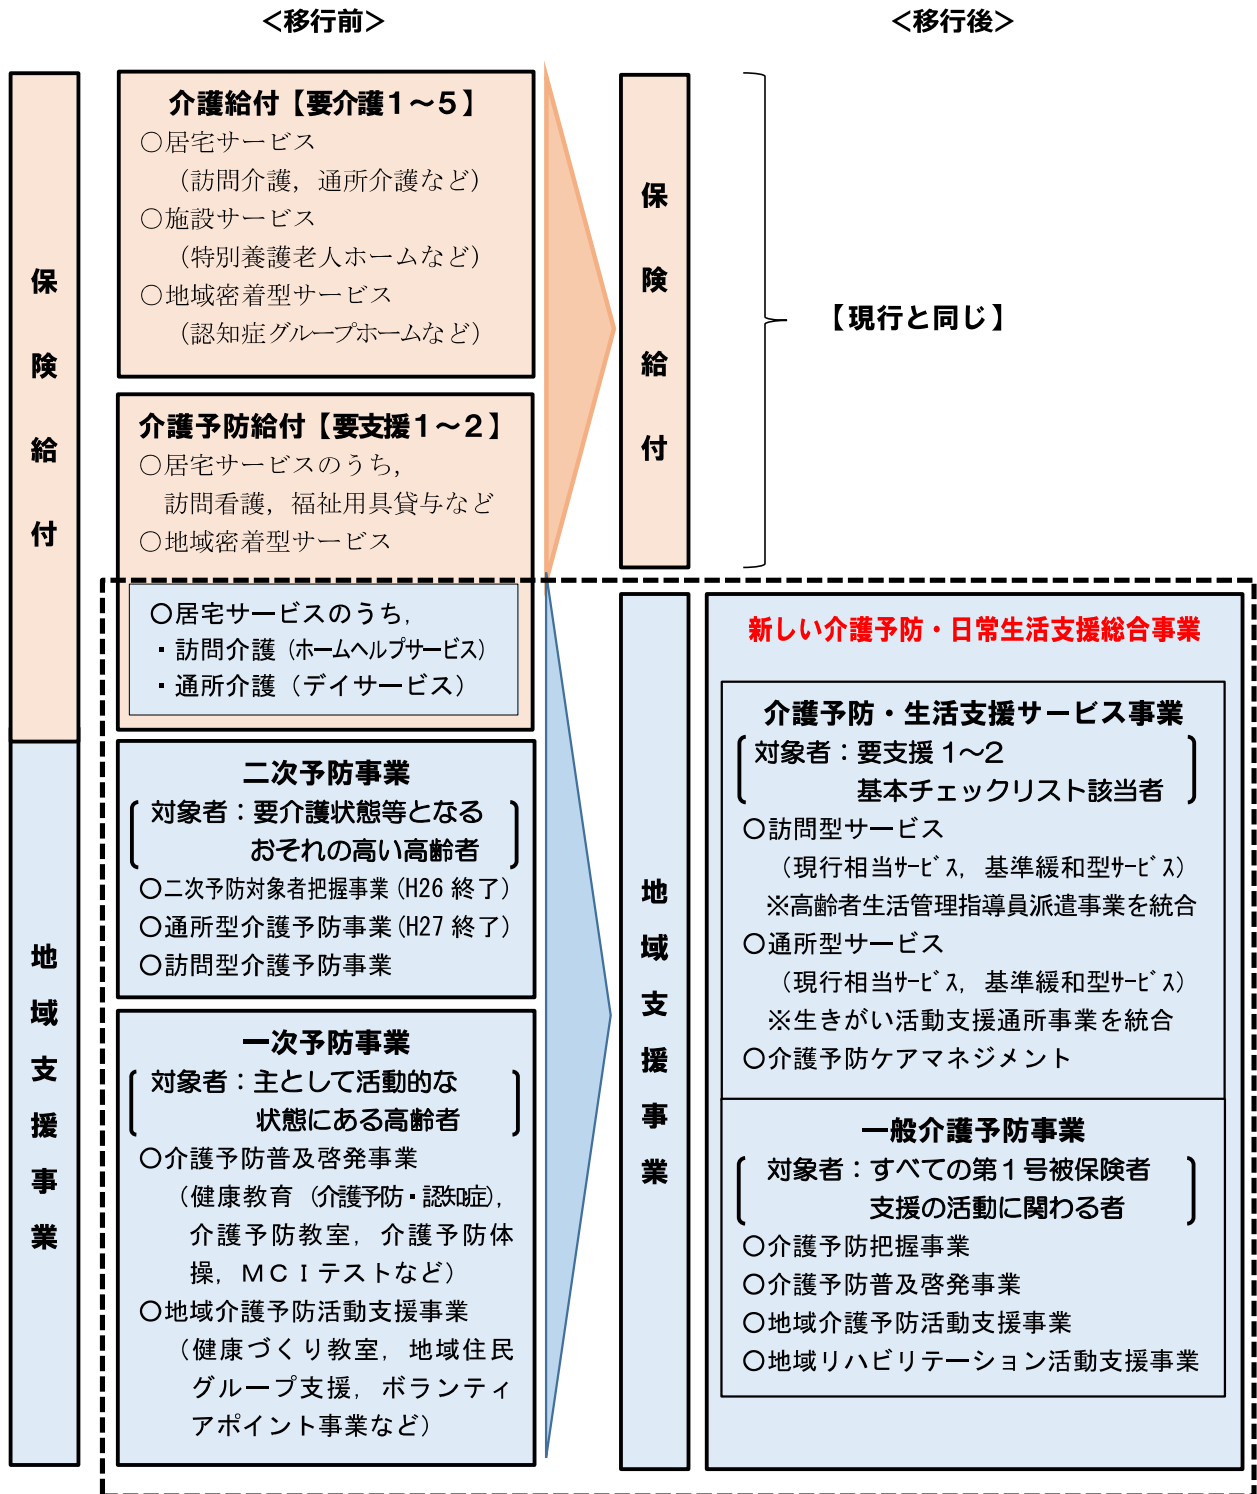 <移行前>
<移行後>
保険給付
介護給付【要介護１～５】
○居宅サービス
（訪問介護，通所介護など）
○施設サービス
（特別養護老人ホームなど）
○地域密着型サービス
（認知症グループホームなど）
介護予防給付【要支援１～２】
○居宅サービスのうち，
訪問看護，福祉用具貸与など
○地域密着型サービス
○居宅サービスのうち，
・訪問介護（ホームヘルプサービス）
・通所介護（デイサービス）
地域支援事業
二次予防事業
対象者：要介護状態等となる
おそれの高い高齢者
○二次予防対象者把握事業（H26 終了）
○通所型介護予防事業（H27 終了）
○訪問型介護予防事業
一次予防事業
対象者：主として活動的な
状態にある高齢者
○介護予防普及啓発事業
（健康教育（介護予防・認知症），
介護予防教室，介護予防体
操，ＭＣＩテストなど）
○地域介護予防活動支援事業
（健康づくり教室，地域住民
グループ支援，ボランティ
アポイント事業など）
保険給付
【現行と同じ】
地域支援事業
新しい介護予防・日常生活支援総合事業
介護予防・生活支援サービス事業
対象者：要支援 1～2
基本チェックリスト該当者
○訪問型サービス
（現行相当ｻｰﾋﾞｽ，基準緩和型ｻｰﾋﾞｽ）
※高齢者生活管理指導員派遣事業を統合
○通所型サービス
（現行相当ｻｰﾋﾞｽ，基準緩和型ｻｰﾋﾞｽ）
※生きがい活動支援通所事業を統合
○介護予防ケアマネジメント
一般介護予防事業
対象者：すべての第１号被保険者
支援の活動に関わる者
○介護予防把握事業
○介護予防普及啓発事業
○地域介護予防活動支援事業
○地域リハビリテーション活動支援事業